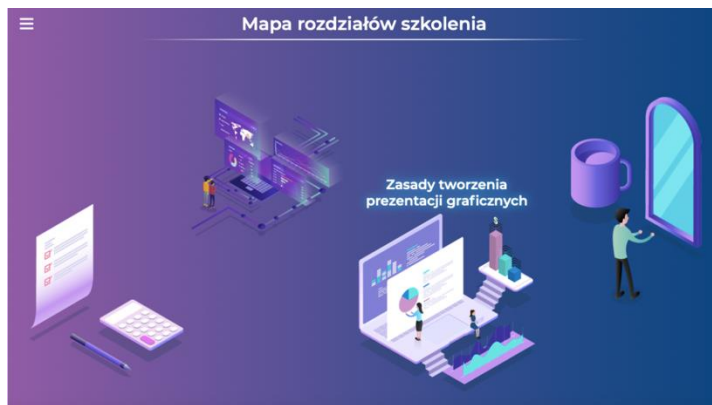 Mapa rozdziałów szkolenia
Zasady tworzenia
prezentacji graficznych